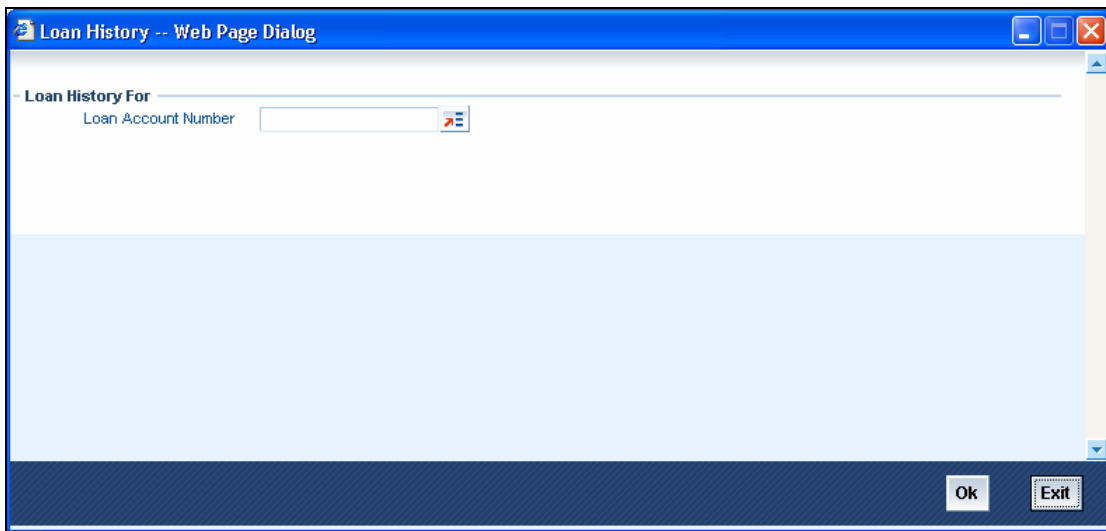 Loan History -- Web Page Dialog
Loan History For
Loan Account Number
Ok Exit